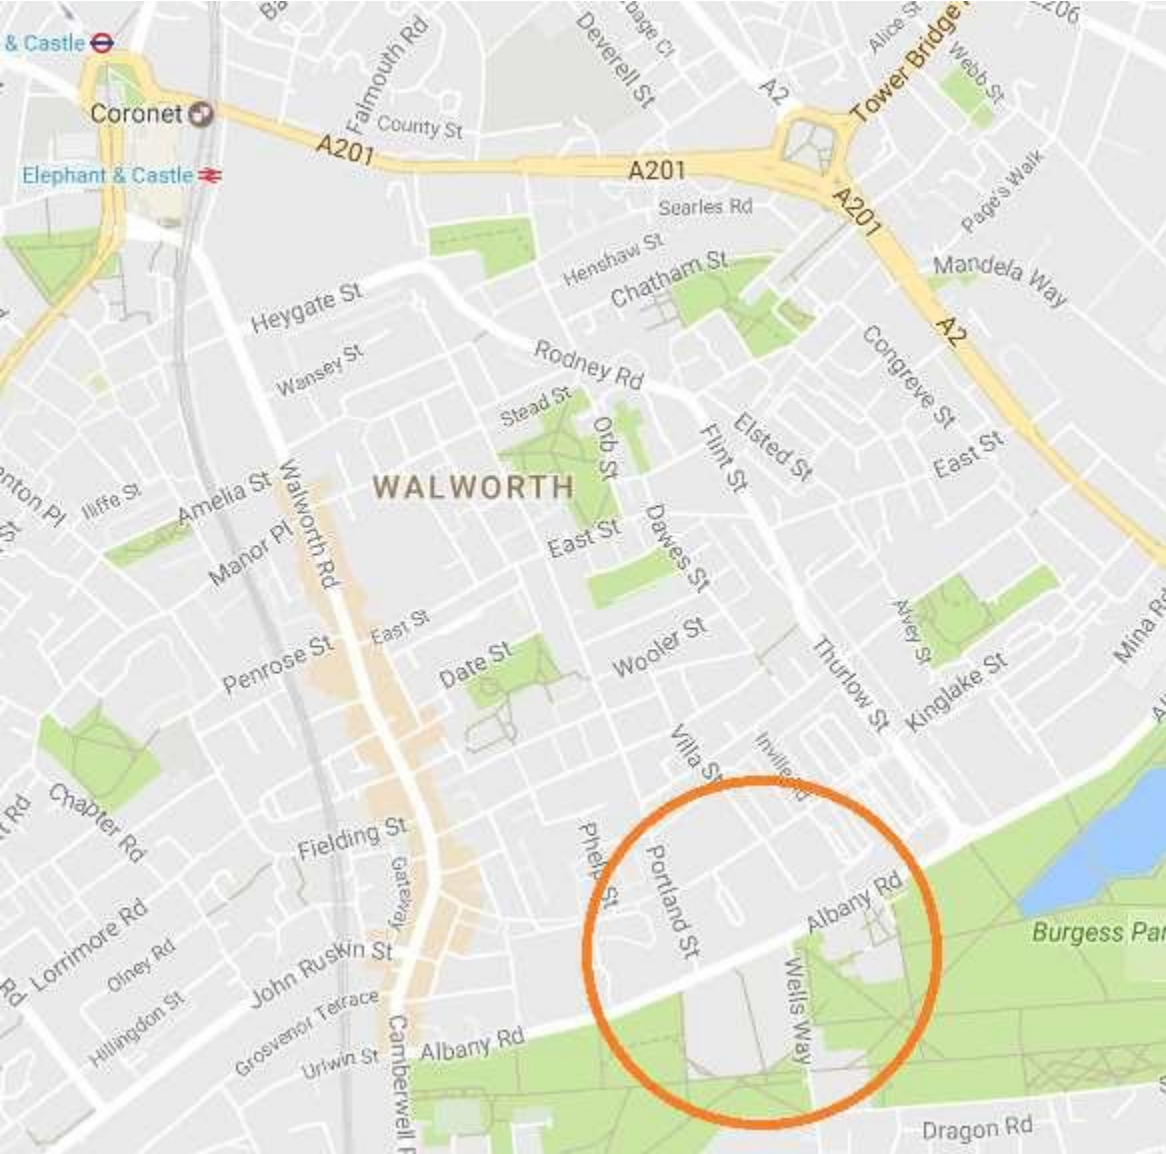 & Castle
Coronet
Elephant & Castle
Falmouth Rd
County St
Deverell St
A2
Alice St
Tower Bridge
Webb St
A201
A201
A201
Searles Rd
Page's Walk
Henshaw St
Chatham St
Mandela Way
Heygate St
Wansey St
Rodney Rd
A2
Congreve St
Stead St
Orb St
Flint St
Elsted St
East St
WALWORTH
Iliffe St
Amelia St
Manor Pl
Walworth Rd
East St
Dawes St
Penrose St
East St
Date St
Wooler St
Alvey St
Thurlow St
Kinglake St
Villa St
Chapter Rd
Fielding St
Phelp St
Portland St
Gateway
Albany Rd
Burgess Par
Lorrimore Rd
Olney Rd
John Ruskin St
Hillingdon St
Grosvenor Terrace
Wells Way
Urlwin St
Albany Rd
Camberwell
Dragon Rd